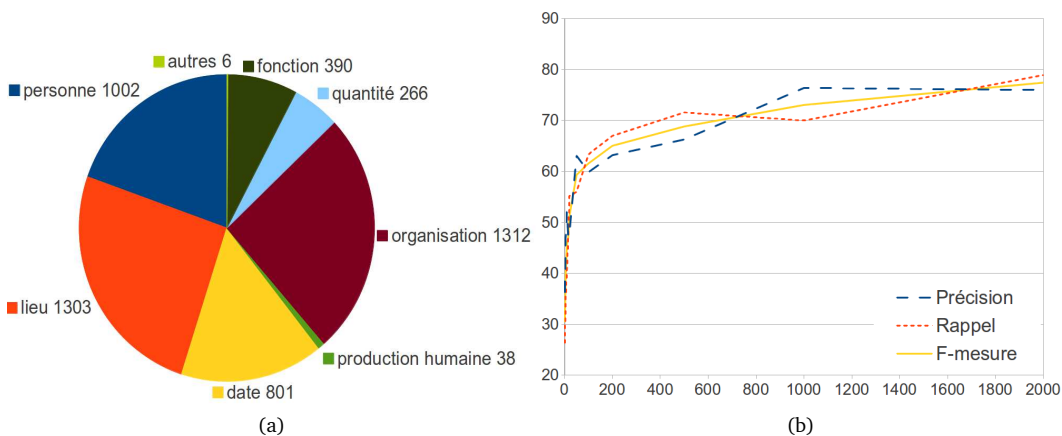 autres 6
fonction 390
personne 1002
quantité 266
organisation 1312
lieu 1303
production humaine 38
date 801
(a)
90
80
70
60
50
40
30
20
Précision
Rappel
F-mesure
0 200 400 600 800 1000 1200 1400 1600 1800 2000
(b)